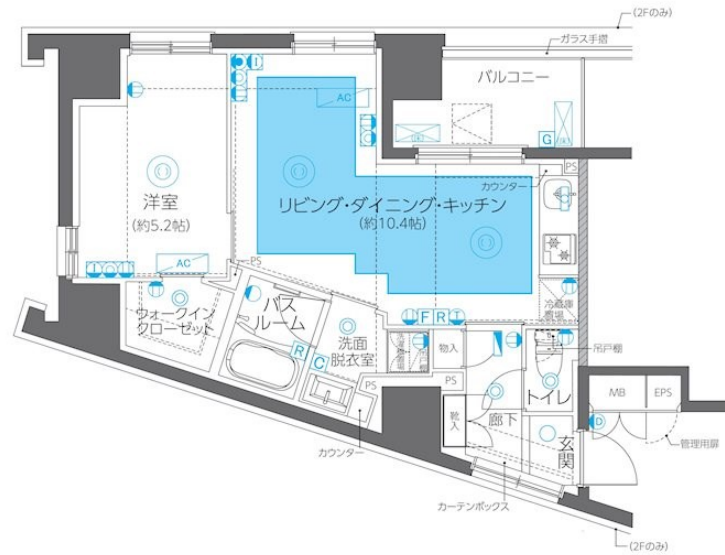 (2Fのみ)
ガラス手摺
バルコニー
AC
G
カウンター
PS
洋室
(約5.2帖)
リビング・ダイニング・キッチン
(約10.4帖)
AC
PS
冷蔵庫
置場
ウォークイン
クローゼット
バス
ルーム
F R
R
C
洗面
脱衣室
物入
吊戸棚
PS
PS
トイレ
靴入
廊下
玄関
MB
EPS
D
管理用扉
カウンター
カーテンボックス
(2Fのみ)